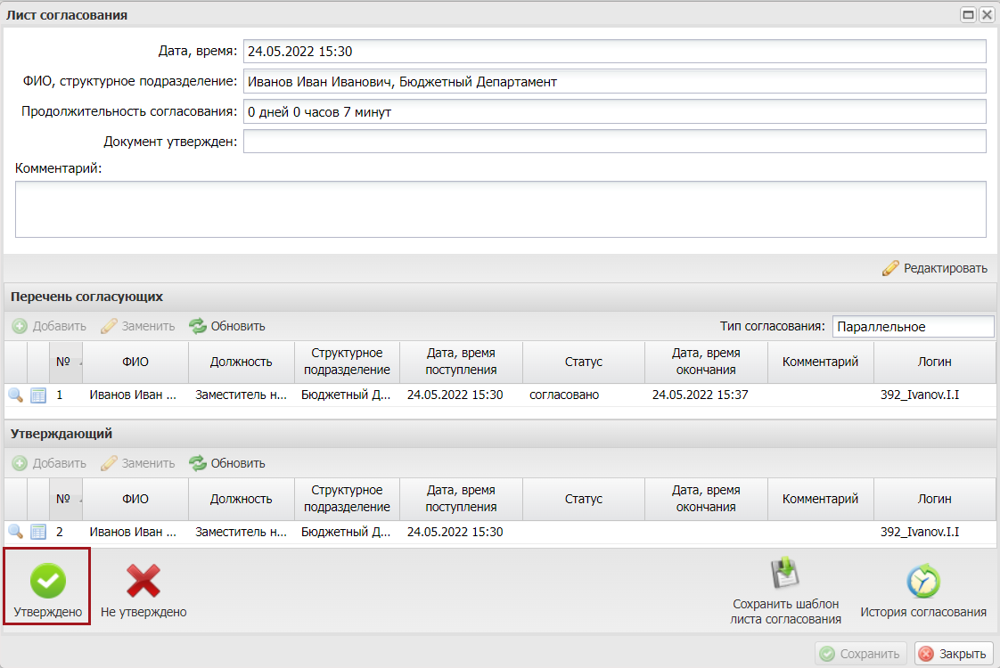 Лист согласования
Дата, время: 24.05.2022 15:30
ФИО, структурное подразделение: Иванов Иван Иванович, Бюджетный Департамент
Продолжительность согласования: 0 дней 0 часов 7 минут
Документ утвержден:
Комментарий:
Редактировать
Перечень согласующих
Добавить Заменить Обновить Тип согласования: Параллельное
№ ФИО Должность Структурное подразделение Дата, время поступления Статус Дата, время окончания Комментарий Логин
1 Иванов Иван ... Заместитель н... Бюджетный Д... 24.05.2022 15:30 согласовано 24.05.2022 15:37 392_Ivanov.I.I
Утверждающий
Добавить Заменить Обновить
№ ФИО Должность Структурное подразделение Дата, время поступления Статус Дата, время окончания Комментарий Логин
2 Иванов Иван ... Заместитель н... Бюджетный Д... 24.05.2022 15:30 392_Ivanov.I.I
Утверждено Не утверждено Сохранить шаблон листа согласования История согласования
Сохранить Закрыть